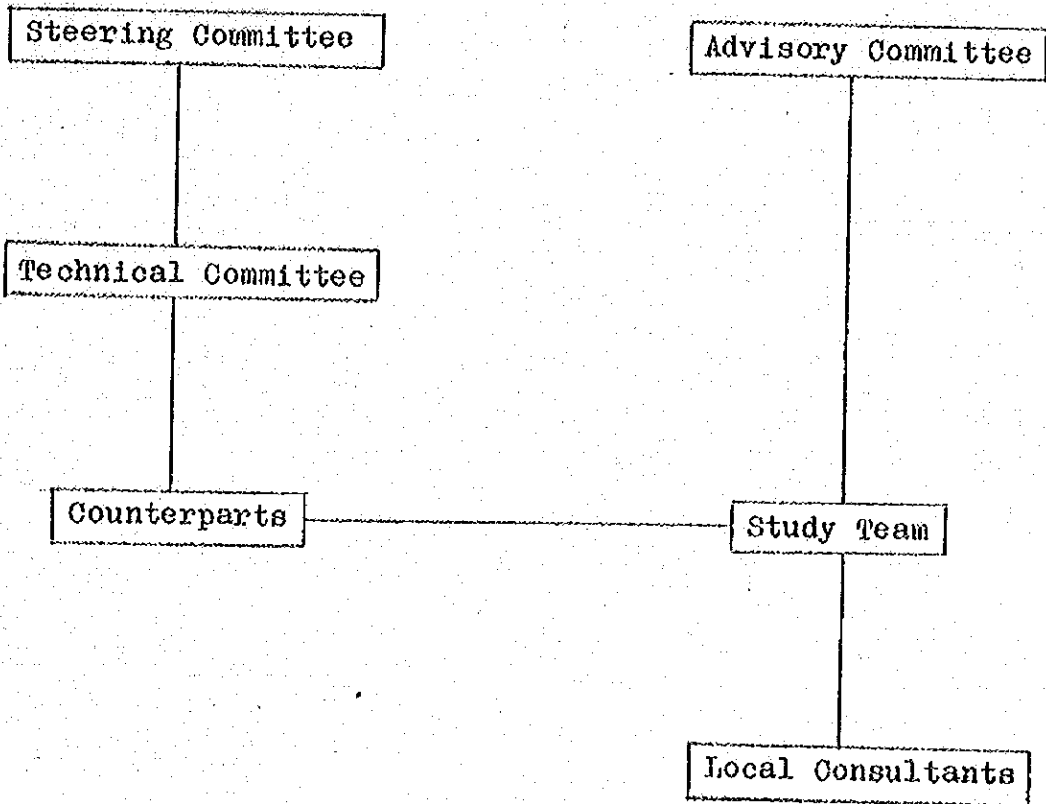 Steering Committee
Advisory Committee
Technical Committee
Counterparts
Study Team
Local Consultants